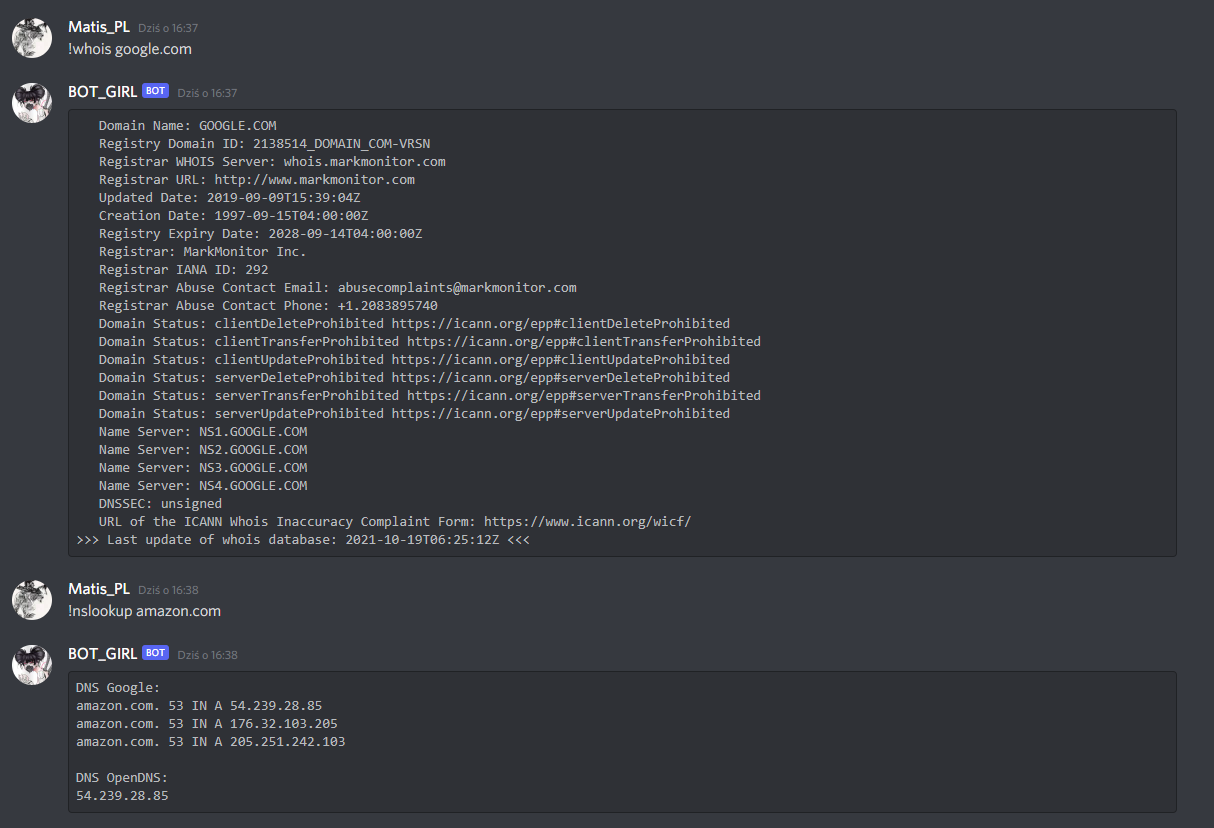 Matis_PL Dziś o 16:37
!whois google.com
BOT_GIRL BOT Dziś o 16:37
Domain Name: GOOGLE.COM
Registry Domain ID: 2138514_DOMAIN_COM-VRSN
Registrar WHOIS Server: whois.markmonitor.com
Registrar URL: http://www.markmonitor.com
Updated Date: 2019-09-09T15:39:04Z
Creation Date: 1997-09-15T04:00:00Z
Registry Expiry Date: 2028-09-14T04:00:00Z
Registrar: MarkMonitor Inc.
Registrar IANA ID: 292
Registrar Abuse Contact Email: abusecomplaints@markmonitor.com
Registrar Abuse Contact Phone: +1.2083895740
Domain Status: clientDeleteProhibited https://icann.org/epp#clientDeleteProhibited
Domain Status: clientTransferProhibited https://icann.org/epp#clientTransferProhibited
Domain Status: clientUpdateProhibited https://icann.org/epp#clientUpdateProhibited
Domain Status: serverDeleteProhibited https://icann.org/epp#serverDeleteProhibited
Domain Status: serverTransferProhibited https://icann.org/epp#serverTransferProhibited
Domain Status: serverUpdateProhibited https://icann.org/epp#serverUpdateProhibited
Name Server: NS1.GOOGLE.COM
Name Server: NS2.GOOGLE.COM
Name Server: NS3.GOOGLE.COM
Name Server: NS4.GOOGLE.COM
DNSSEC: unsigned
URL of the ICANN Whois Inaccuracy Complaint Form: https://www.icann.org/wicf/
>>> Last update of whois database: 2021-10-19T06:25:12Z <<<
Matis_PL Dziś o 16:38
!nslookup amazon.com
BOT_GIRL BOT Dziś o 16:38
DNS Google:
amazon.com. 53 IN A 54.239.28.85
amazon.com. 53 IN A 176.32.103.205
amazon.com. 53 IN A 205.251.242.103
DNS OpenDNS:
54.239.28.85